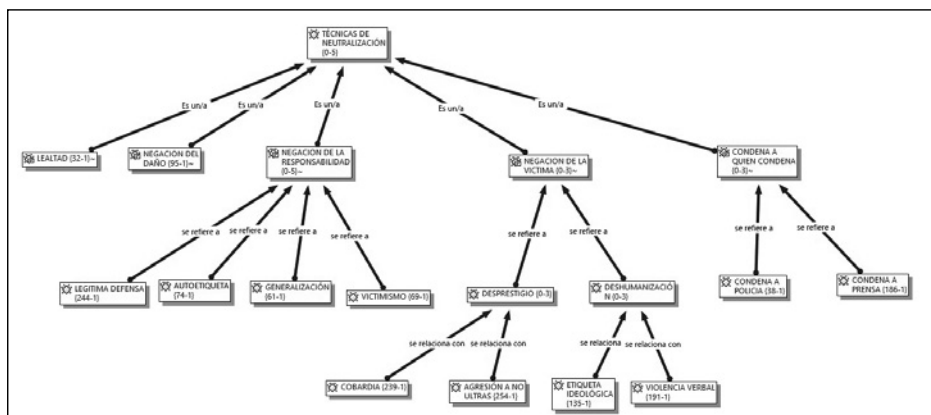 TÉCNICAS DE
NEUTRALIZACIÓN
(0-5)
Es un/a
Es un/a
Es un/a
Es un/a
Es un/a
LEALTAD (32-1)~
NEGACION DEL
DAÑO (95-1)~
NEGACION DE LA
RESPONSABILIDAD
(0-5)~
NEGACION DE LA
VICTIMA (0-3)~
CONDENA A
QUIEN CONDENA
(0-3)~
se refiere a
se refiere a
se refiere a
se refiere a
se refiere a
se refiere a
se refiere a
se refiere a
LEGITIMA DEFENSA
(244-1)
AUTOETIQUETA
(74-1)
GENERALIZACIÓN
(61-1)
VICTIMISMO (69-1)
DESPRESTIGIO (0-3)
DESHUMANIZACIÓ
N (0-3)
CONDENA A
POLICIA (38-1)
CONDENA A
PRENSA (186-1)
se relaciona con
se relaciona con
se relaciona
se relaciona con
COBARDIA (239-1)
AGRESIÓN A NO
ULTRAS (254-1)
ETIQUETA
IDEOLÓGICA
(135-1)
VIOLENCIA VERBAL
(191-1)